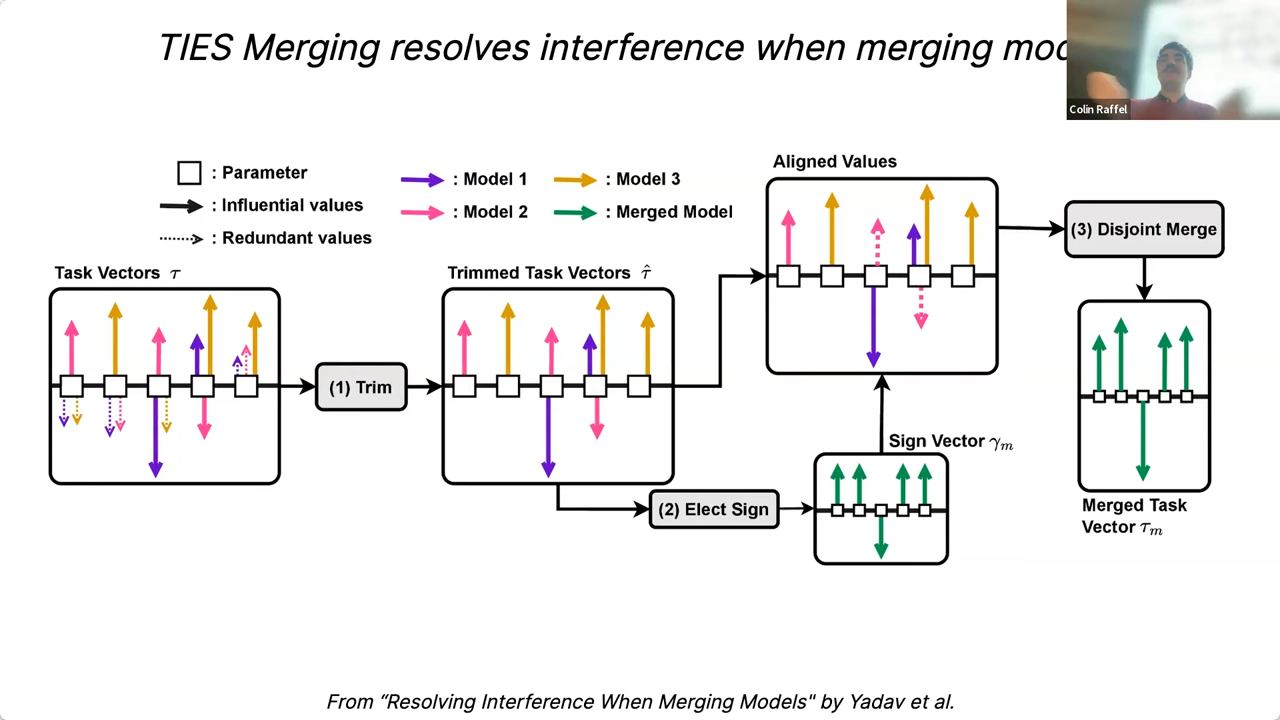 TIES Merging resolves interference when merging
Colin Raffel
: Parameter
: Influential values
: Redundant values
: Model 1
: Model 2
: Model 3
: Merged Model
Task Vectors τ
(1) Trim
Trimmed Task Vectors τ̂
(2) Elect Sign
Sign Vector γₘ
Aligned Values
(3) Disjoint Merge
Merged Task
Vector τₘ
From “Resolving Interference When Merging Models" by Yadav et al.